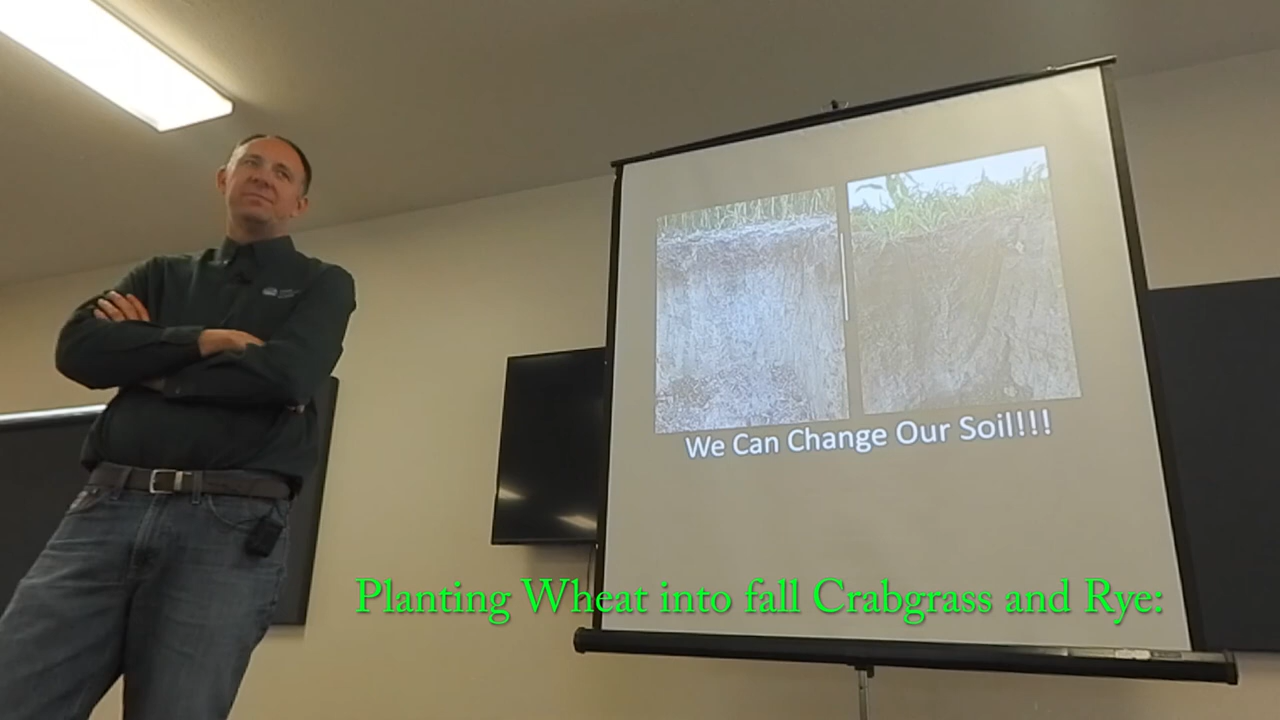 We Can Change Our Soil!!!
Planting Wheat into fall Crabgrass and Rye: